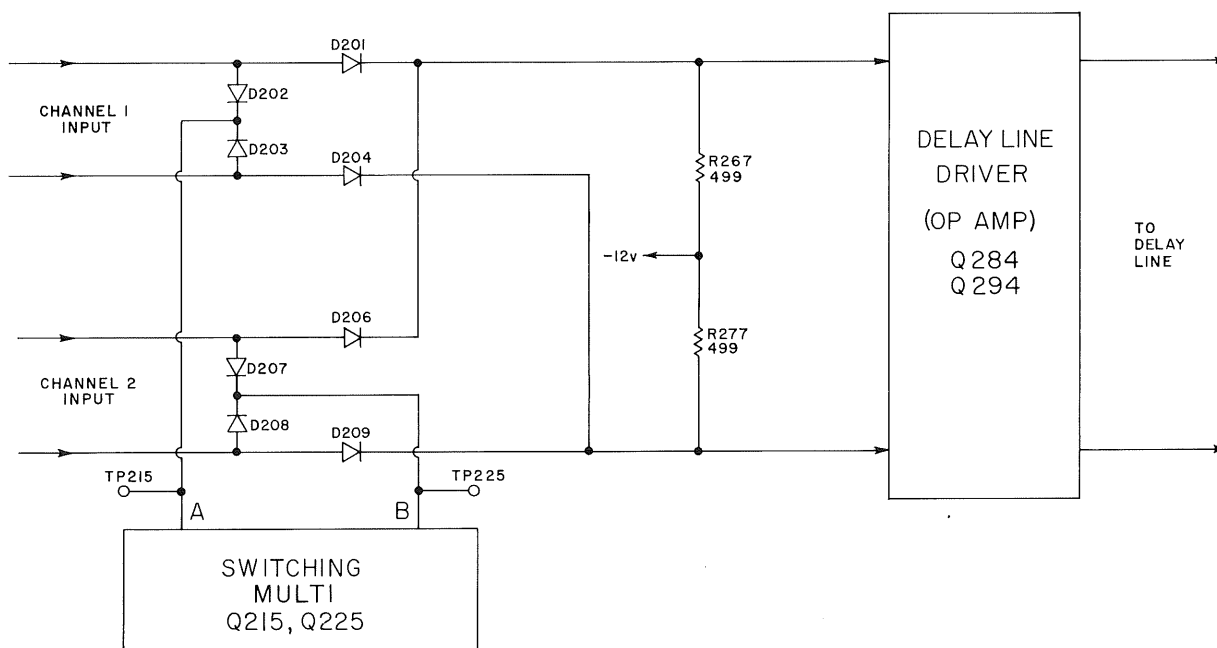 D201
D202
CHANNEL 1
INPUT
D203
D204
R267
499
DELAY LINE
DRIVER
(OP AMP)
Q284
Q294
TO
DELAY
LINE
-12v
D206
R277
499
D207
CHANNEL 2
INPUT
D208
D209
TP215
TP225
A
B
SWITCHING
MULTI
Q215, Q225